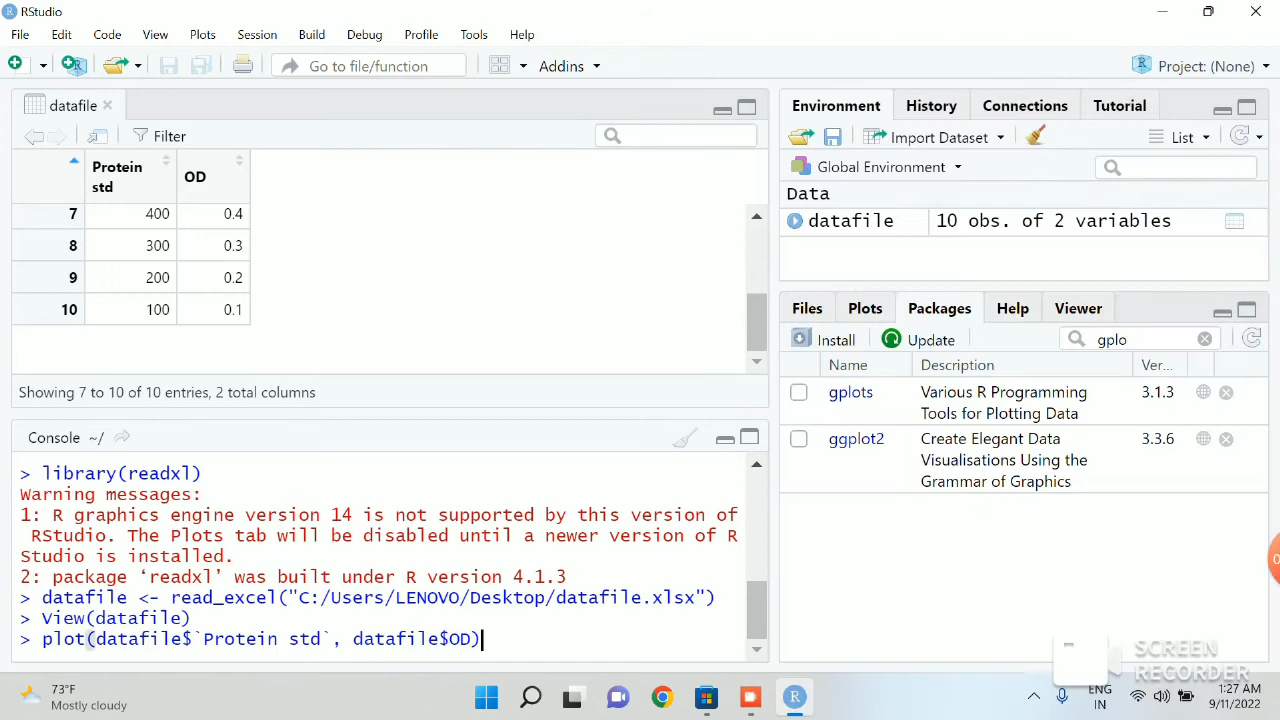 RStudio
File Edit Code View Plots Session Build Debug Profile Tools Help
Go to file/function Addins Project: (None)
datafile
Filter
Protein
std OD
7 400 0.4
8 300 0.3
9 200 0.2
10 100 0.1
Showing 7 to 10 of 10 entries, 2 total columns
Console ~/
> library(readxl)
Warning messages:
1: R graphics engine version 14 is not supported by this version of
RStudio. The Plots tab will be disabled until a newer version of R
Studio is installed.
2: package ‘readxl’ was built under R version 4.1.3
> datafile <- read_excel("C:/Users/LENOVO/Desktop/datafile.xlsx")
> View(datafile)
> plot(datafile$`Protein std`, datafile$OD)
Environment History Connections Tutorial
Import Dataset List
Global Environment
Data
datafile 10 obs. of 2 variables
Files Plots Packages Help Viewer
Install Update gplo
Name Description Ver...
gplots Various R Programming 3.1.3
Tools for Plotting Data
ggplot2 Create Elegant Data 3.3.6
Visualisations Using the
Grammar of Graphics
SCREEN
RECORDER
73°F
Mostly cloudy
ENG
IN
1:27 AM
9/11/2022